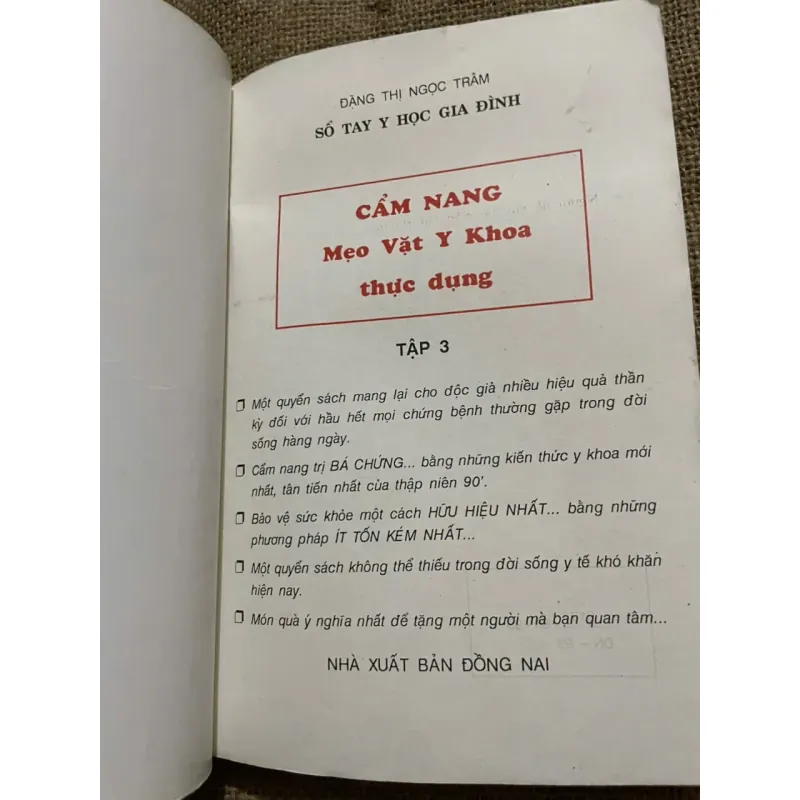 ĐẶNG THỊ NGỌC TRÂM
SỔ TAY Y HỌC GIA ĐÌNH
CẨM NANG
Mẹo Vặt Y Khoa
thực dụng
TẬP 3
❐ Một quyển sách mang lại cho độc giả nhiều hiệu quả thần
kỳ đối với hầu hết mọi chứng bệnh thường gặp trong đời
sống hàng ngày.
❐ Cẩm nang trị BÁ CHỨNG... bằng những kiến thức y khoa mới
nhất, tân tiến nhất của thập niên 90'.
❐ Bảo vệ sức khỏe một cách HỮU HIỆU NHẤT... bằng những
phương pháp ÍT TỐN KÉM NHẤT...
❐ Một quyển sách không thể thiếu trong đời sống y tế khó khăn
hiện nay.
❐ Món quà ý nghĩa nhất để tặng một người mà bạn quan tâm...
NHÀ XUẤT BẢN ĐỒNG NAI